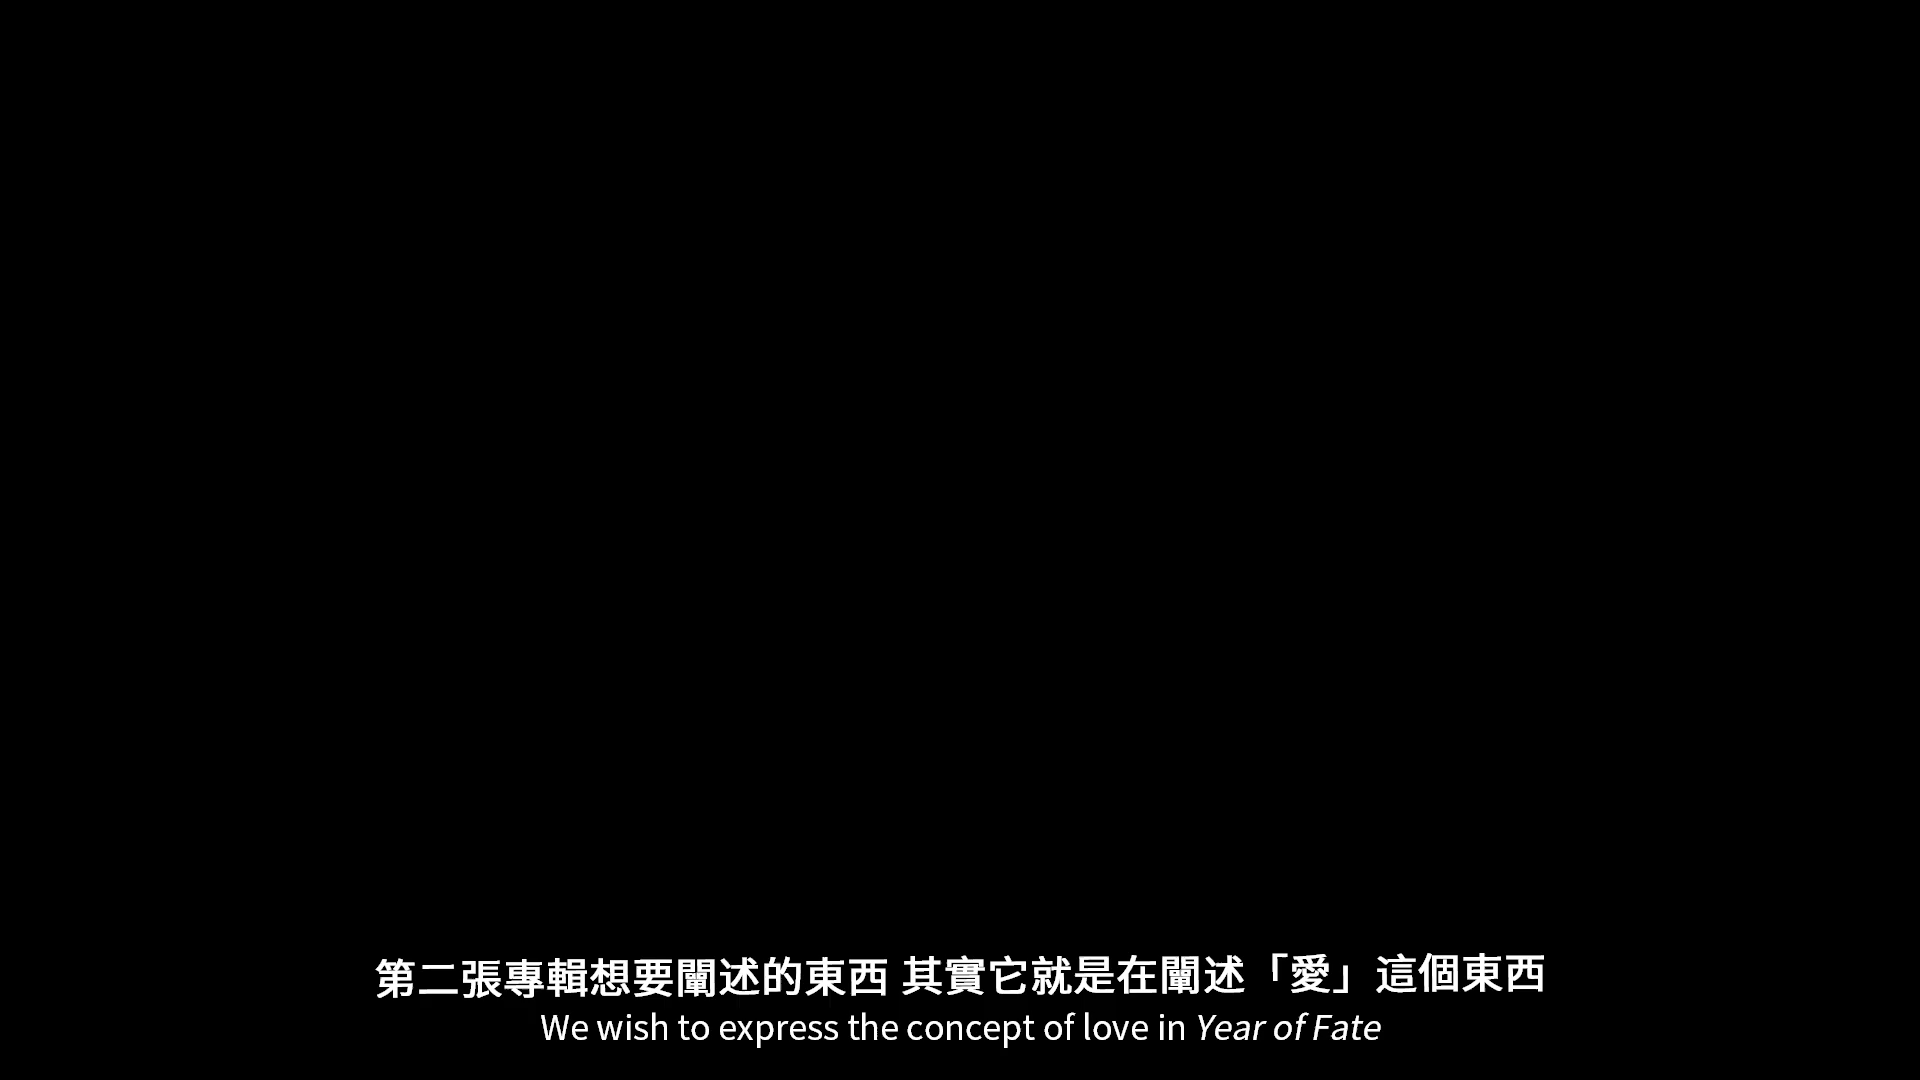 第二張專輯想要闡述的東西 其實它就是在闡述「愛」這個東西
We wish to express the concept of love in Year of Fate